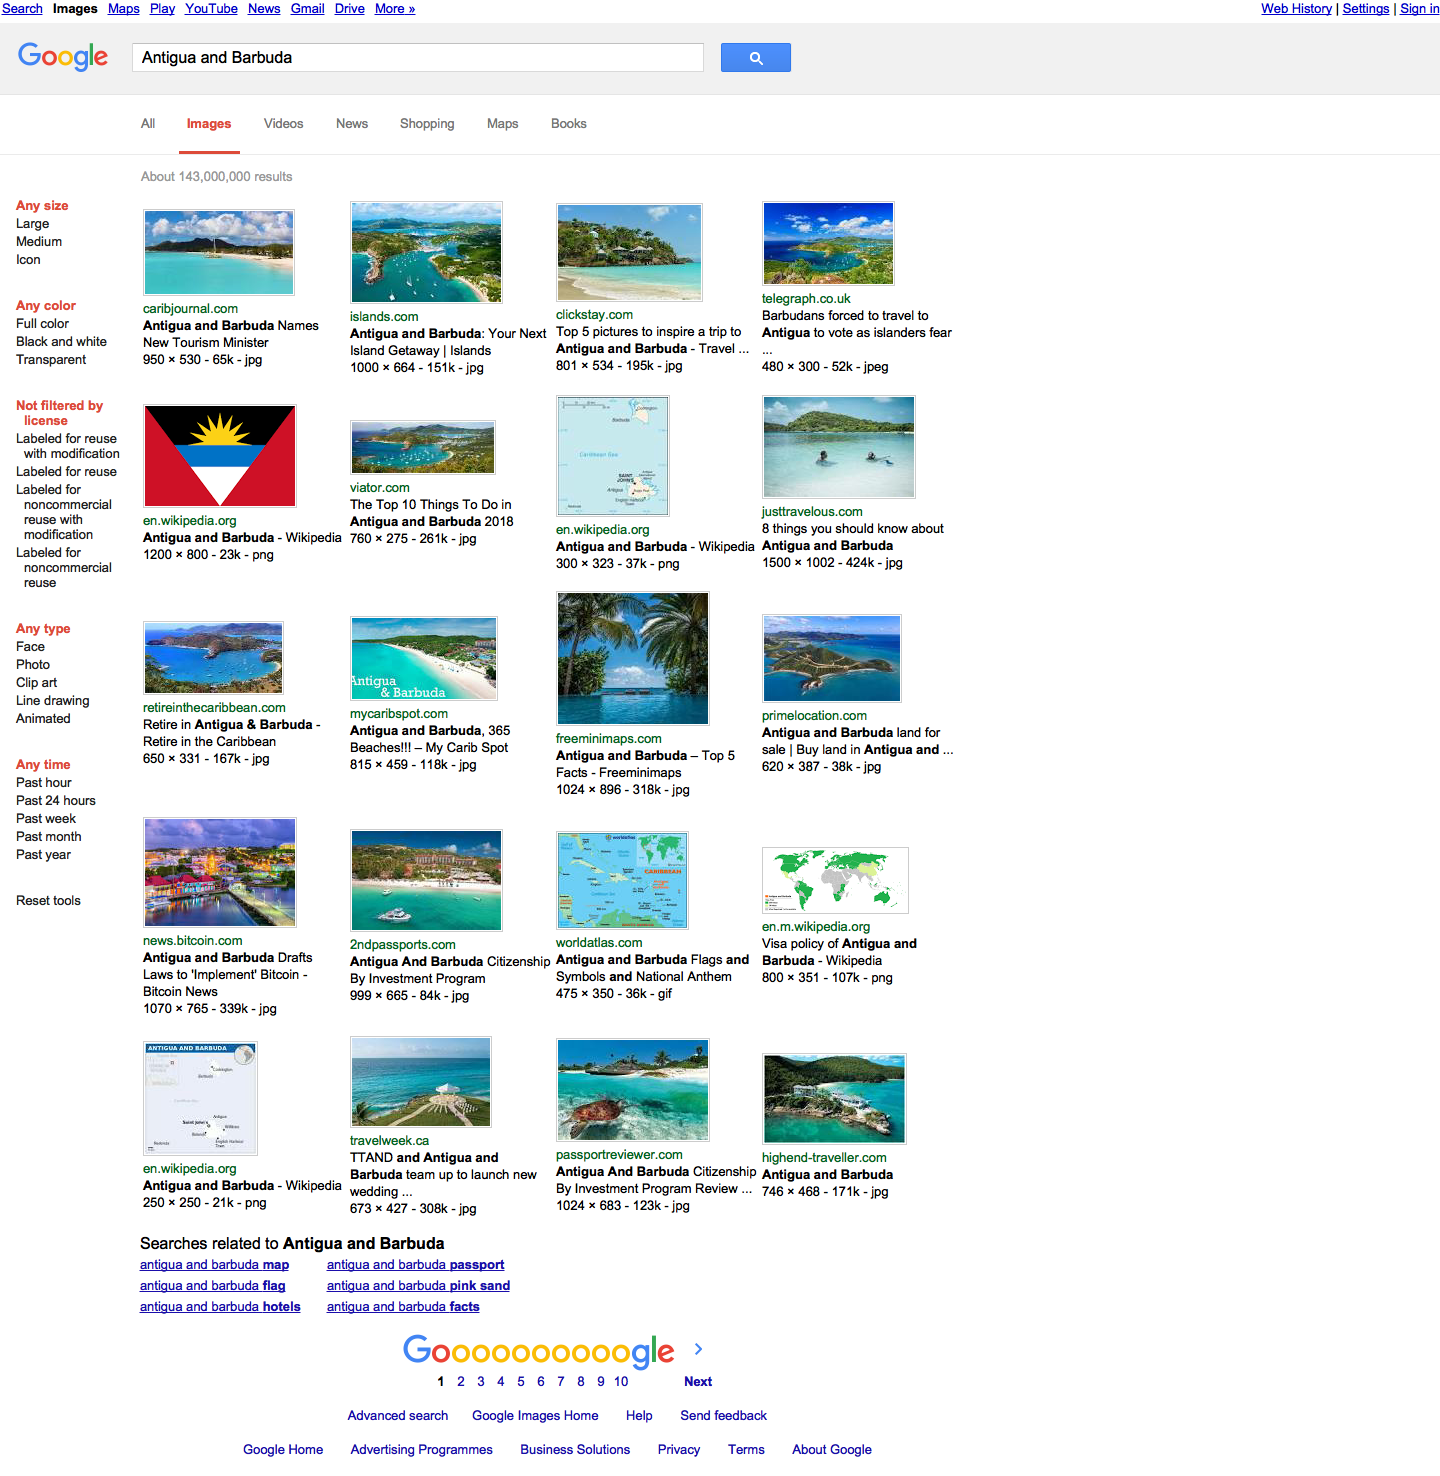 Search Images Maps Play YouTube News Gmail Drive More »
Web History | Settings | Sign in
Google
Antigua and Barbuda
All Images Videos News Shopping Maps Books
About 143,000,000 results
Any size
Large
Medium
Icon
Any color
Full color
Black and white
Transparent
Not filtered by
license
Labeled for reuse
with modification
Labeled for reuse
Labeled for
noncommercial
reuse with
modification
Labeled for
noncommercial
reuse
Any type
Face
Photo
Clip art
Line drawing
Animated
Any time
Past hour
Past 24 hours
Past week
Past month
Past year
Reset tools
caribjournal.com
Antigua and Barbuda Names
New Tourism Minister
950 × 530 - 65k - jpg
islands.com
Antigua and Barbuda: Your Next
Island Getaway | Islands
1000 × 664 - 151k - jpg
clickstay.com
Top 5 pictures to inspire a trip to
Antigua and Barbuda - Travel ...
801 × 534 - 195k - jpg
telegraph.co.uk
Barbudans forced to travel to
Antigua to vote as islanders fear
...
480 × 300 - 52k - jpeg
en.wikipedia.org
Antigua and Barbuda - Wikipedia
1200 × 800 - 23k - png
viator.com
The Top 10 Things To Do in
Antigua and Barbuda 2018
760 × 275 - 261k - jpg
Codrington
Barbuda
Caribbean Sea
SAINT
JOHN'S
Antigua
en.wikipedia.org
Antigua and Barbuda - Wikipedia
300 × 323 - 37k - png
justtravelous.com
8 things you should know about
Antigua and Barbuda
1500 × 1002 - 424k - jpg
retireinthecaribbean.com
Retire in Antigua & Barbuda -
Retire in the Caribbean
650 × 331 - 167k - jpg
Antigua
& Barbuda
mycaribspot.com
Antigua and Barbuda, 365
Beaches!!! – My Carib Spot
815 × 459 - 118k - jpg
freeminimaps.com
Antigua and Barbuda – Top 5
Facts - Freeminimaps
1024 × 896 - 318k - jpg
primelocation.com
Antigua and Barbuda land for
sale | Buy land in Antigua and ...
620 × 387 - 38k - jpg
news.bitcoin.com
Antigua and Barbuda Drafts
Laws to 'Implement' Bitcoin -
Bitcoin News
1070 × 765 - 339k - jpg
2ndpassports.com
Antigua And Barbuda Citizenship
By Investment Program
999 × 665 - 84k - jpg
worldatlas
CARIBBEAN
worldatlas.com
Antigua and Barbuda Flags and
Symbols and National Anthem
475 × 350 - 36k - gif
en.m.wikipedia.org
Visa policy of Antigua and
Barbuda - Wikipedia
800 × 351 - 107k - png
ANTIGUA AND BARBUDA
Codrington
Barbuda
Antigua
Saint John's
English Harbour
Town
Redonda
en.wikipedia.org
Antigua and Barbuda - Wikipedia
250 × 250 - 21k - png
travelweek.ca
TTAND and Antigua and
Barbuda team up to launch new
wedding ...
673 × 427 - 308k - jpg
passportreviewer.com
Antigua And Barbuda Citizenship
By Investment Program Review ...
1024 × 683 - 123k - jpg
highend-traveller.com
Antigua and Barbuda
746 × 468 - 171k - jpg
Searches related to Antigua and Barbuda
antigua and barbuda map
antigua and barbuda passport
antigua and barbuda flag
antigua and barbuda pink sand
antigua and barbuda hotels
antigua and barbuda facts
Goooooooooogle
1 2 3 4 5 6 7 8 9 10 Next
Advanced search Google Images Home Help Send feedback
Google Home Advertising Programmes Business Solutions Privacy Terms About Google